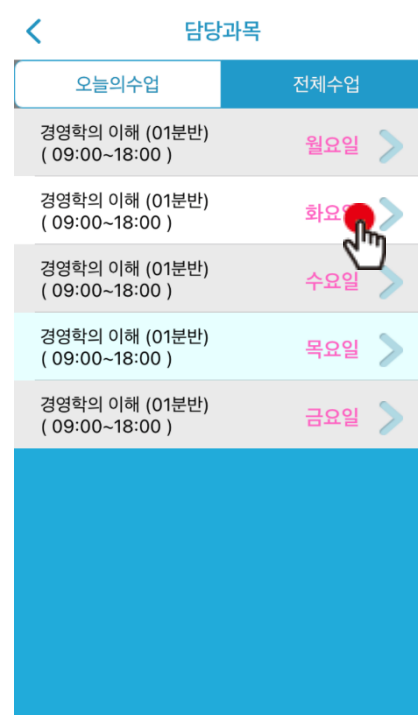 담당과목
오늘의수업 전체수업
경영학의 이해 (01분반)
( 09:00~18:00 ) 월요일
경영학의 이해 (01분반)
( 09:00~18:00 ) 화요일
경영학의 이해 (01분반)
( 09:00~18:00 ) 수요일
경영학의 이해 (01분반)
( 09:00~18:00 ) 목요일
경영학의 이해 (01분반)
( 09:00~18:00 ) 금요일